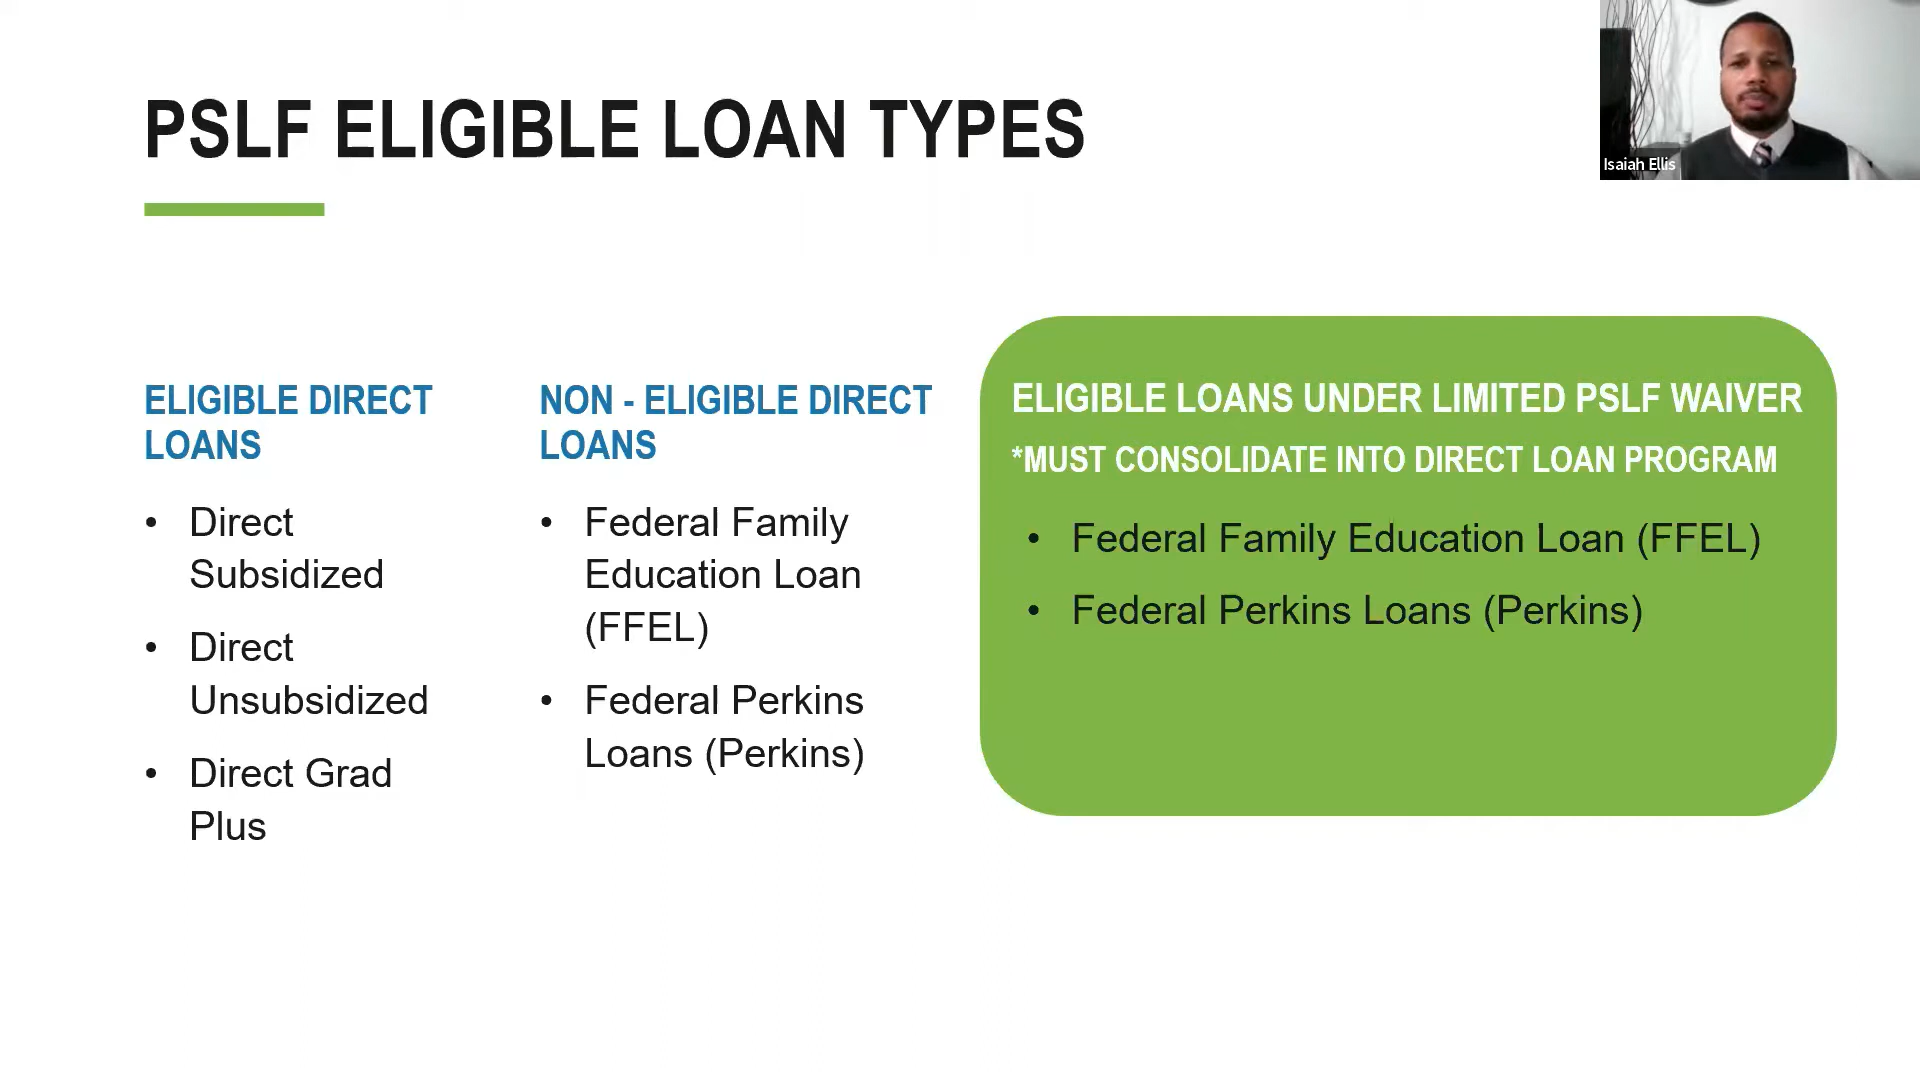 PSLF ELIGIBLE LOAN TYPES
Isaiah Ellis
ELIGIBLE DIRECT
LOANS
• Direct
Subsidized
• Direct
Unsubsidized
• Direct Grad
Plus
NON - ELIGIBLE DIRECT
LOANS
• Federal Family
Education Loan
(FFEL)
• Federal Perkins
Loans (Perkins)
ELIGIBLE LOANS UNDER LIMITED PSLF WAIVER
*MUST CONSOLIDATE INTO DIRECT LOAN PROGRAM
• Federal Family Education Loan (FFEL)
• Federal Perkins Loans (Perkins)